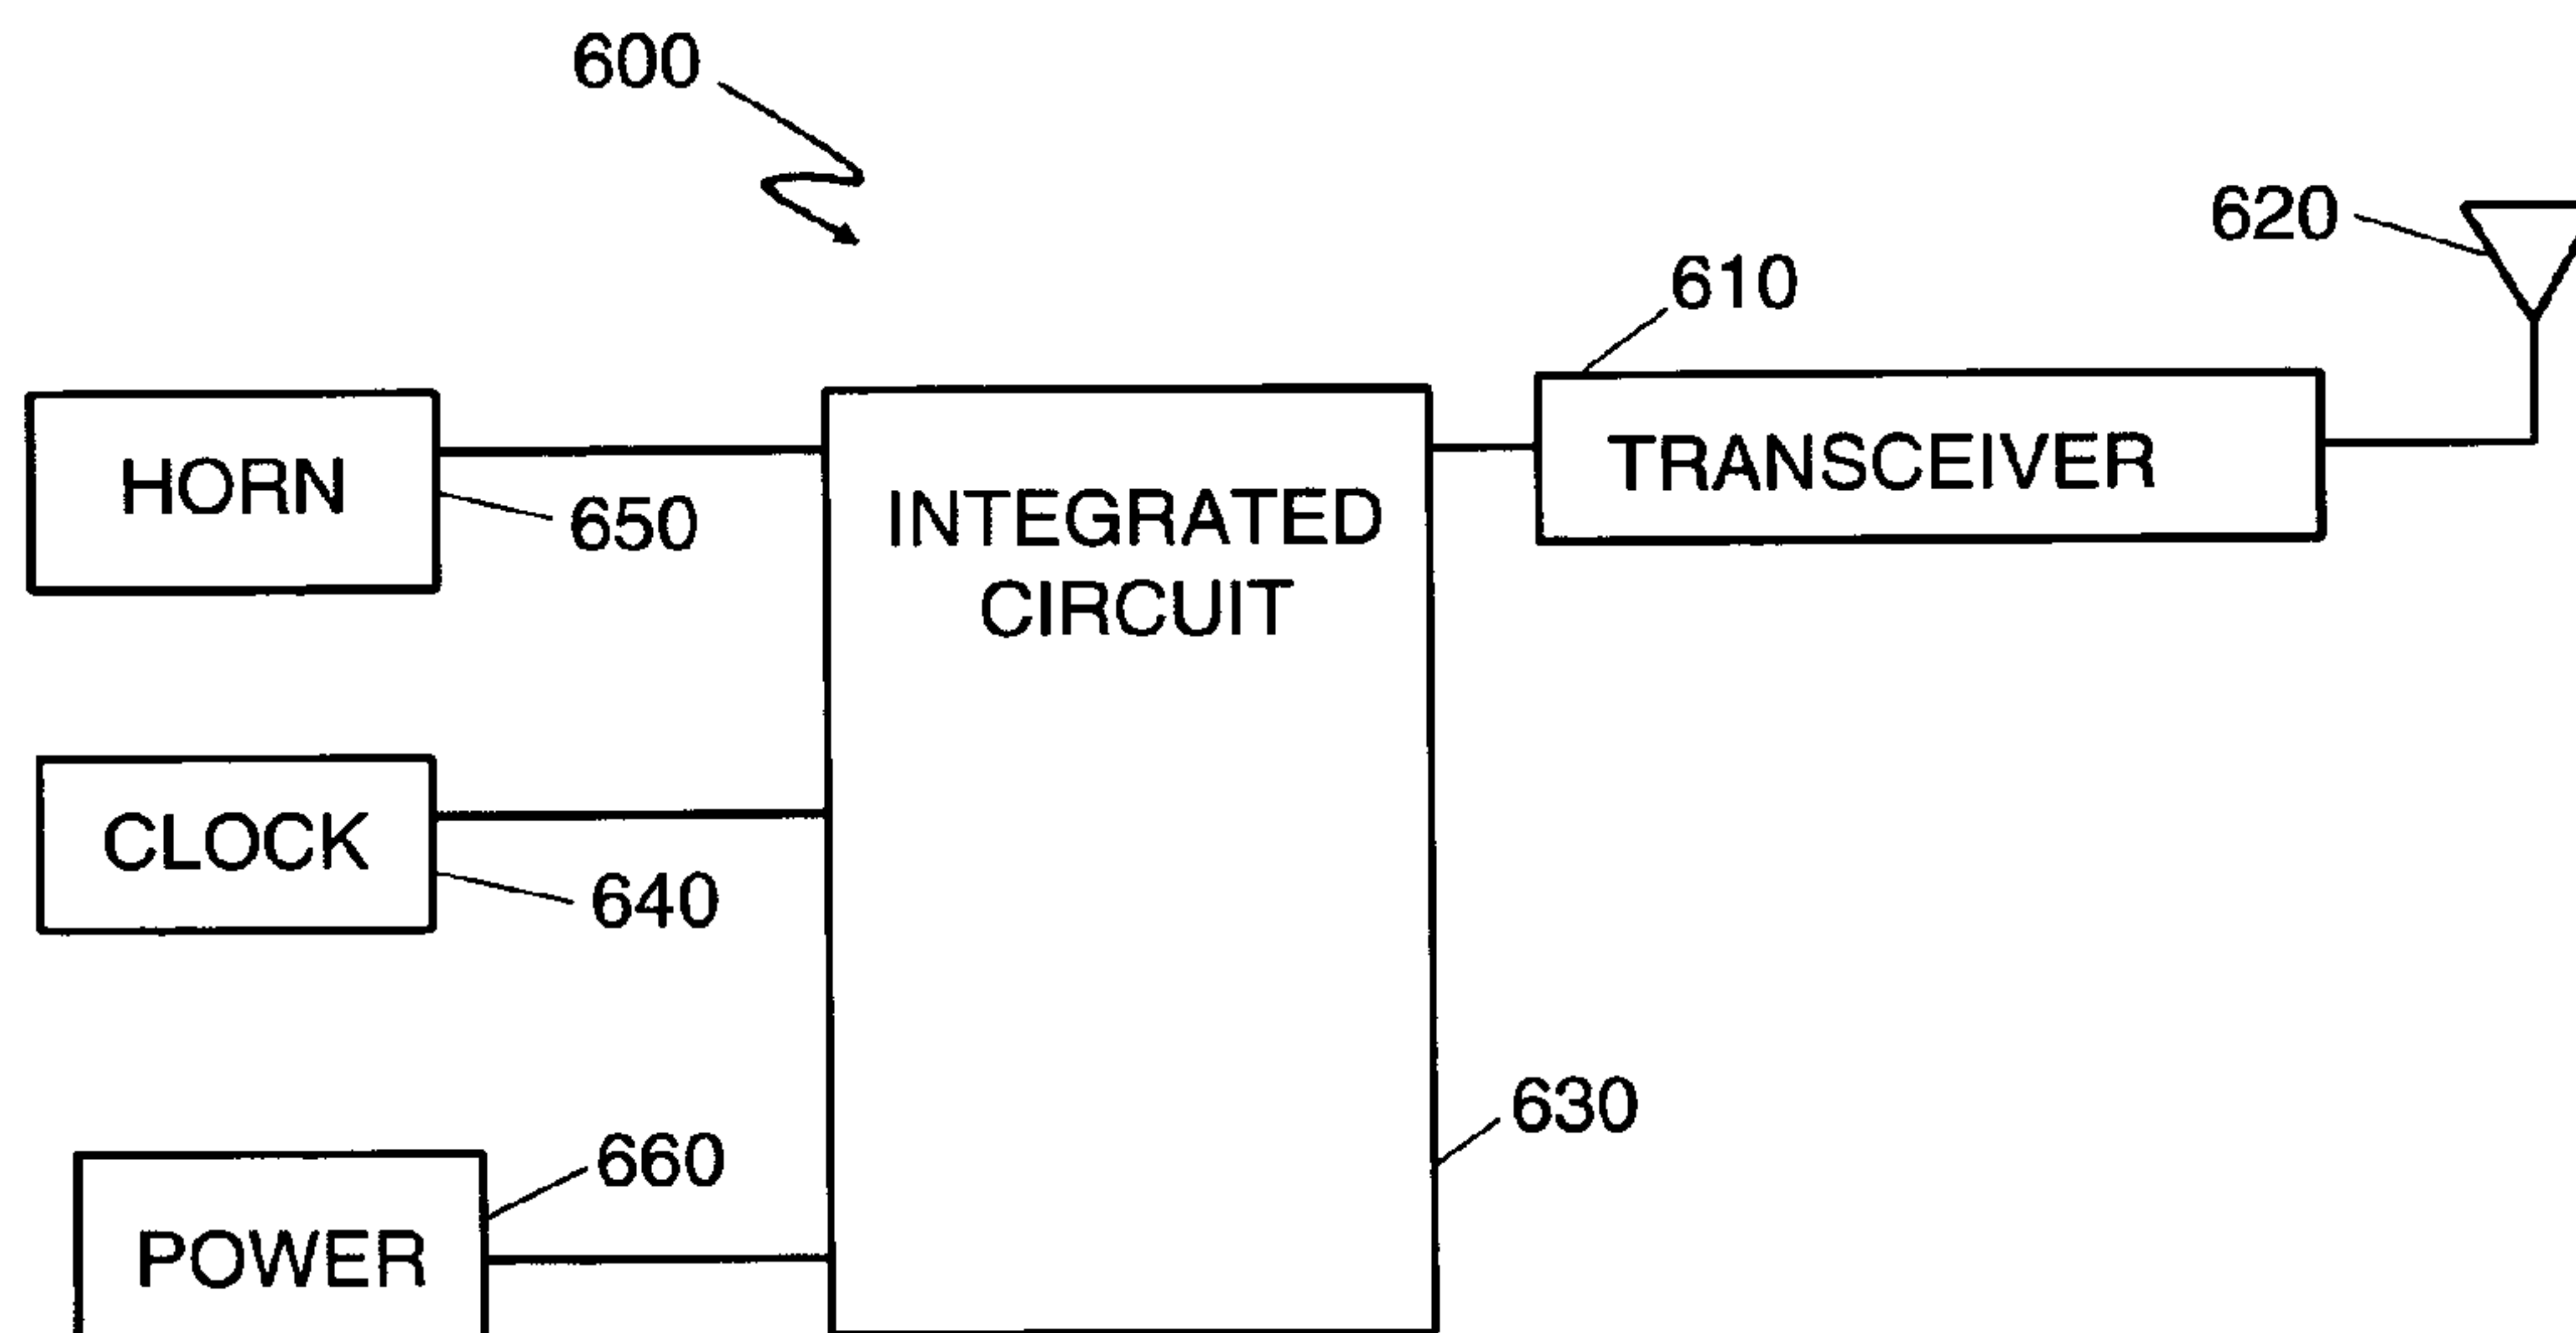 600
620
610
HORN
650
INTEGRATED
CIRCUIT
TRANSCEIVER
CLOCK
640
660
630
POWER